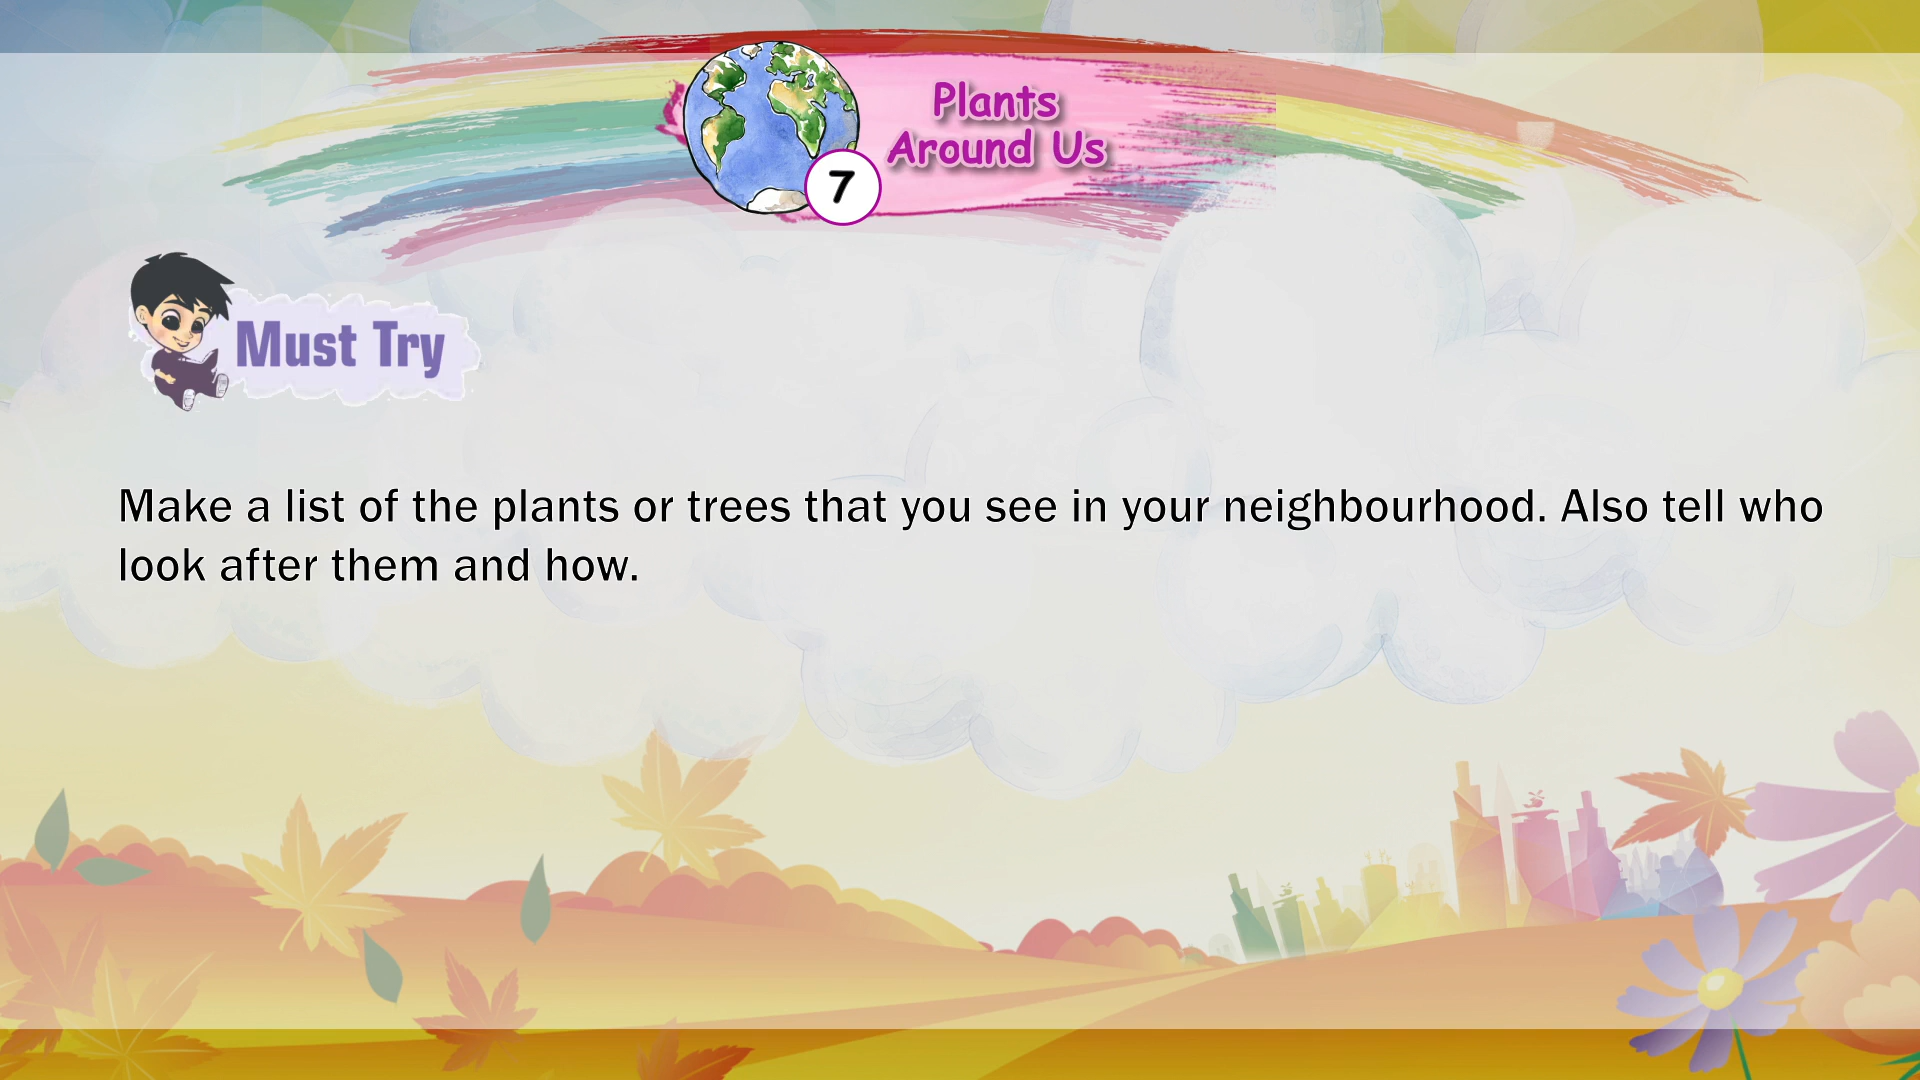 Plants
Around Us
7
Must Try
Make a list of the plants or trees that you see in your neighbourhood. Also tell who
look after them and how.